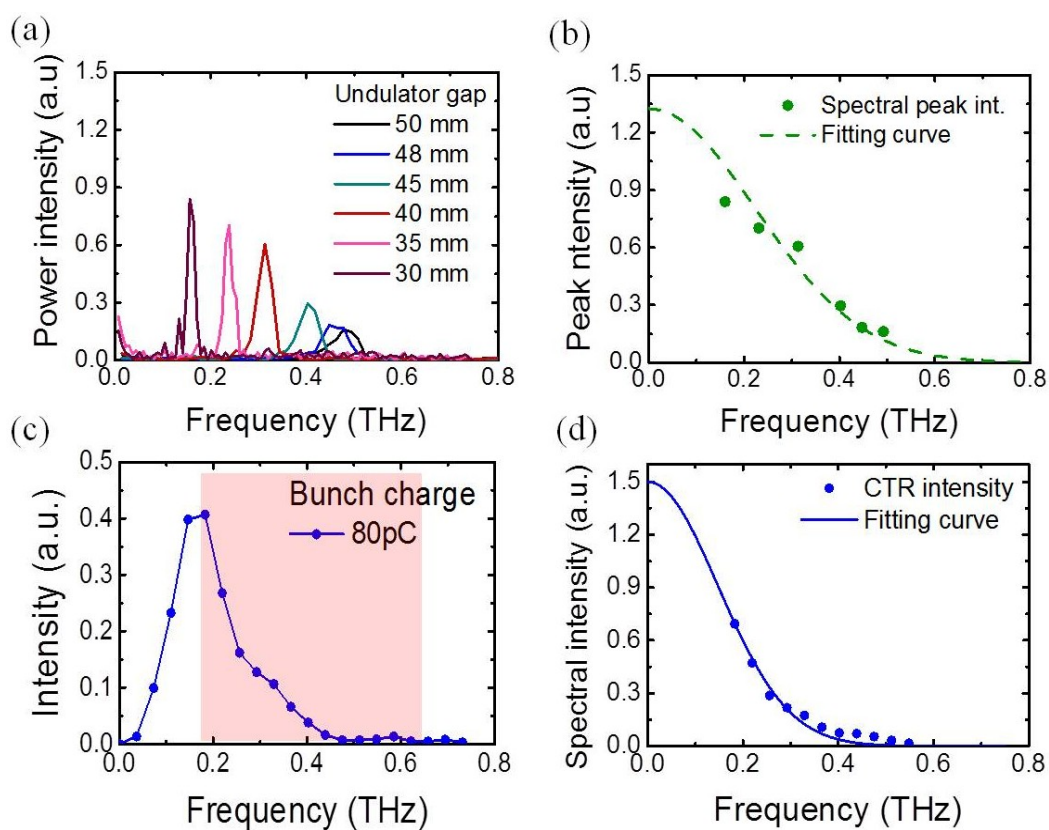 (a)
1.5
1.2
0.9
0.6
0.3
0.0
0.0 0.2 0.4 0.6 0.8
Power intensity (a.u)
Frequency (THz)
Undulator gap
50 mm
48 mm
45 mm
40 mm
35 mm
30 mm
(b)
1.5
1.2
0.9
0.6
0.3
0.0
0.0 0.2 0.4 0.6 0.8
Peak ntensity (a.u)
Frequency (THz)
Spectral peak int.
Fitting curve
(c)
0.5
0.4
0.3
0.2
0.1
0.0
0.0 0.2 0.4 0.6 0.8
Intensity (a.u.)
Frequency (THz)
Bunch charge
80pC
(d)
1.5
1.2
0.9
0.6
0.3
0.0
0.0 0.2 0.4 0.6 0.8
Spectral intensity (a.u.)
Frequency (THz)
CTR intensity
Fitting curve